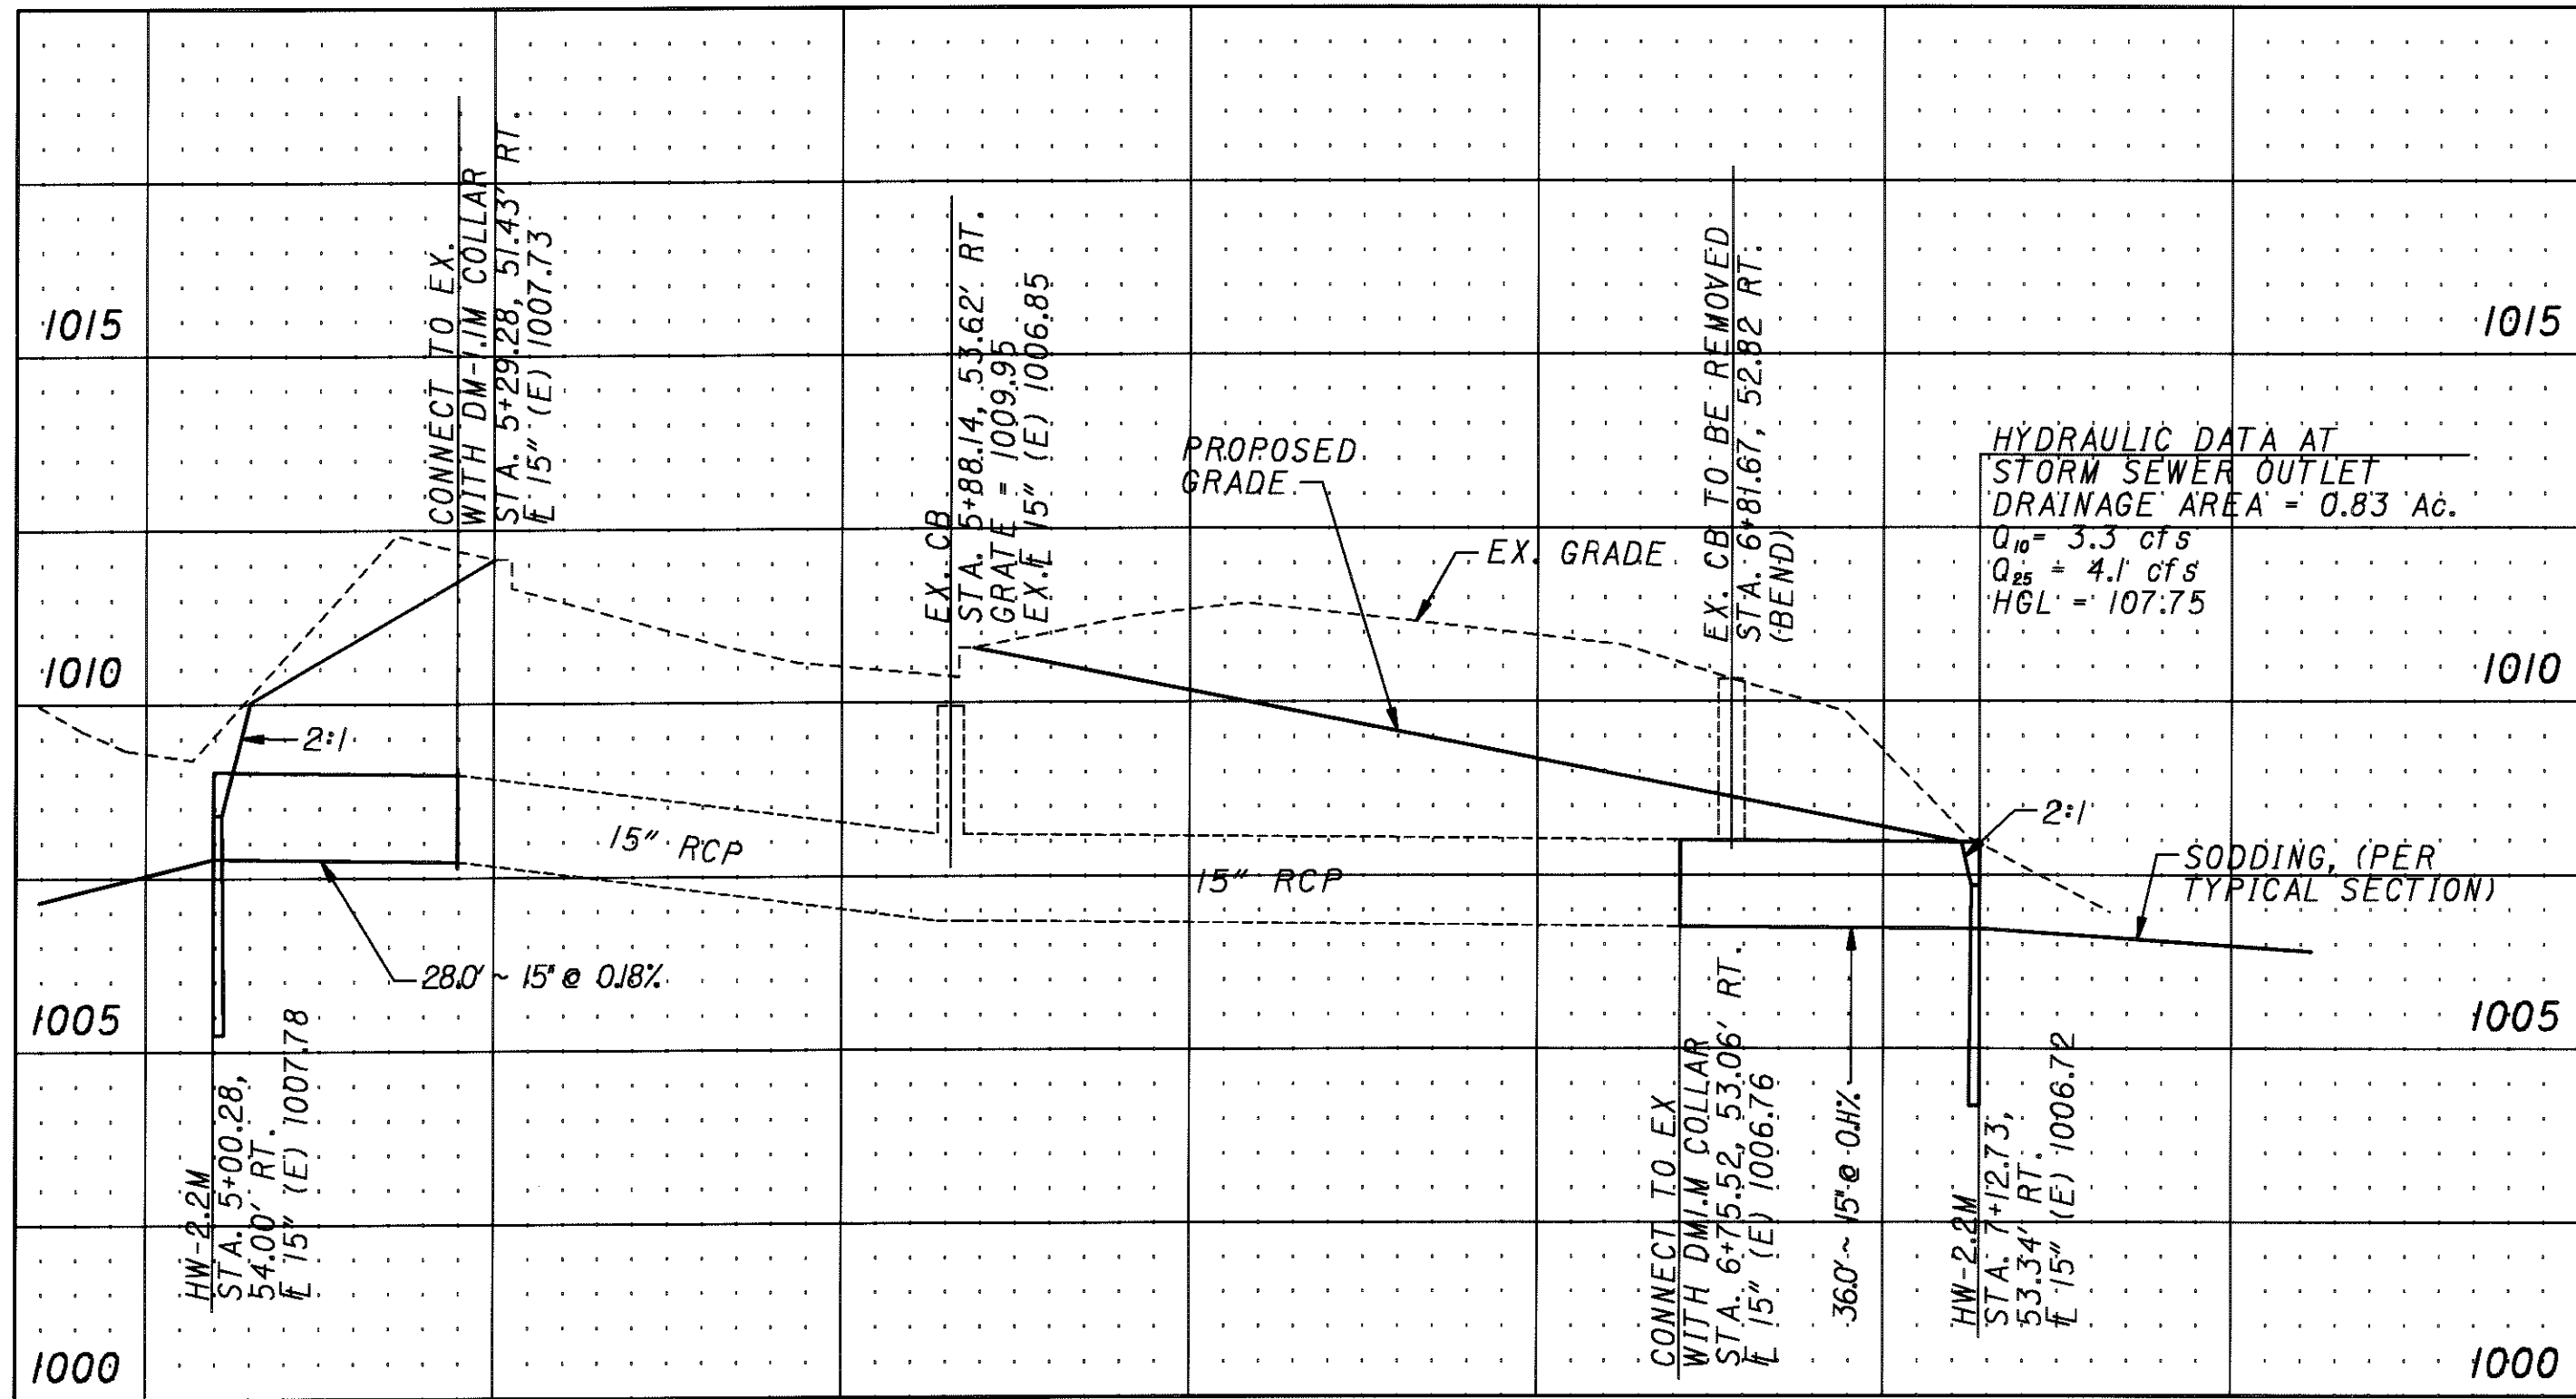 CONNECT TO EX.
WITH DM-1.1M COLLAR
STA. 5+29.28, 51.43' RT.
℄ 15" (E) 1007.73
EX. CB
STA. 5+88.14, 53.62' RT.
GRATE = 1009.95
EX. ℄ 15" (E) 1006.85
EX. CB TO BE REMOVED
STA. 6+81.67, 52.82 RT.
(BEND)
1015
1015
PROPOSED
GRADE
EX. GRADE
HYDRAULIC DATA AT
STORM SEWER OUTLET
DRAINAGE AREA = 0.83 Ac.
Q10= 3.3 cfs
Q25 = 4.1 cfs
HGL = 107.75
1010
1010
2:1
2:1
15" RCP
15" RCP
SODDING, (PER
TYPICAL SECTION)
28.0' ~ 15" @ 0.18%
1005
1005
HW-2.2M
STA. 5+00.28,
54.00' RT.
℄ 15" (E) 1007.78
CONNECT TO EX
WITH DM1.M COLLAR
STA. 6+75.52, 53.06' RT.
℄ 15" (E) 1006.76
36.0' ~ 15" @ 0.11%
HW-2.2M
STA. 7+12.73,
53.34' RT.
℄ 15" (E) 1006.72
1000
1000